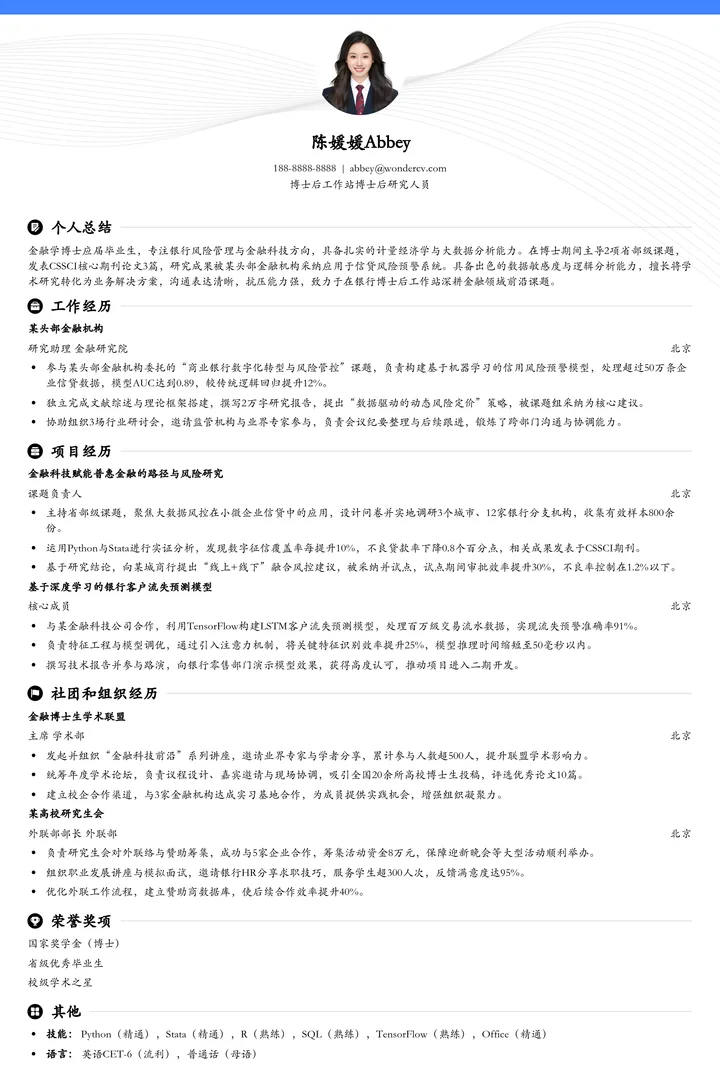 陈媛媛Abbey
188-8888-8888 | abbey@wondercv.com
博士后工作站博士后研究人员
个人总结
金融学博士应届毕业生，专注银行风险管理与金融科技方向，具备扎实的计量经济学与大数据分析能力。在博士期间主导2项省部级课题，
发表CSSCI核心期刊论文3篇，研究成果被某头部金融机构采纳应用于信贷风险预警系统。具备出色的数据敏感度与逻辑分析能力，擅长将学
术研究转化为业务解决方案，沟通表达清晰，抗压能力强，致力于在银行博士后工作站深耕金融领域前沿课题。
工作经历
某头部金融机构
研究助理 金融研究院 北京
• 参与某头部金融机构委托的“商业银行数字化转型与风险管控”课题，负责构建基于机器学习的信用风险预警模型，处理超过50万条企
业信贷数据，模型AUC达到0.89，较传统逻辑回归提升12%。
• 独立完成文献综述与理论框架搭建，撰写2万字研究报告，提出“数据驱动的动态风险定价”策略，被课题组采纳为核心建议。
• 协助组织3场行业研讨会，邀请监管机构与业界专家参与，负责会议纪要整理与后续跟进，锻炼了跨部门沟通与协调能力。
项目经历
金融科技赋能普惠金融的路径与风险研究
课题负责人 北京
• 主持省部级课题，聚焦大数据风控在小微企业信贷中的应用，设计问卷并实地调研3个城市、12家银行分支机构，收集有效样本800余
份。
• 运用Python与Stata进行实证分析，发现数字征信覆盖率每提升10%，不良贷款率下降0.8个百分点，相关成果发表于CSSCI期刊。
• 基于研究结论，向某城商行提出“线上+线下”融合风控建议，被采纳并试点，试点期间审批效率提升30%，不良率控制在1.2%以下。
基于深度学习的银行客户流失预测模型
核心成员 北京
• 与某金融科技公司合作，利用TensorFlow构建LSTM客户流失预测模型，处理百万级交易流水数据，实现流失预警准确率91%。
• 负责特征工程与模型调优，通过引入注意力机制，将关键特征识别效率提升25%，模型推理时间缩短至50毫秒以内。
• 撰写技术报告并参与路演，向银行零售部门演示模型效果，获得高度认可，推动项目进入二期开发。
社团和组织经历
金融博士生学术联盟
主席 学术部 北京
• 发起并组织“金融科技前沿”系列讲座，邀请业界专家与学者分享，累计参与人数超500人，提升联盟学术影响力。
• 统筹年度学术论坛，负责议程设计、嘉宾邀请与现场协调，吸引全国20余所高校博士生投稿，评选优秀论文10篇。
• 建立校企合作渠道，与3家金融机构达成实习基地合作，为成员提供实践机会，增强组织凝聚力。
某高校研究生会
外联部部长 外联部 北京
• 负责研究生会对外联络与赞助筹集，成功与5家企业合作，筹集活动资金8万元，保障迎新晚会等大型活动顺利举办。
• 组织职业发展讲座与模拟面试，邀请银行HR分享求职技巧，服务学生超300人次，反馈满意度达95%。
• 优化外联工作流程，建立赞助商数据库，使后续合作效率提升40%。
荣誉奖项
国家奖学金（博士）
省级优秀毕业生
校级学术之星
其他
• 技能： Python（精通），Stata（精通），R（熟练），SQL（熟练），TensorFlow（熟练），Office（精通）
• 语言： 英语CET-6（流利），普通话（母语）